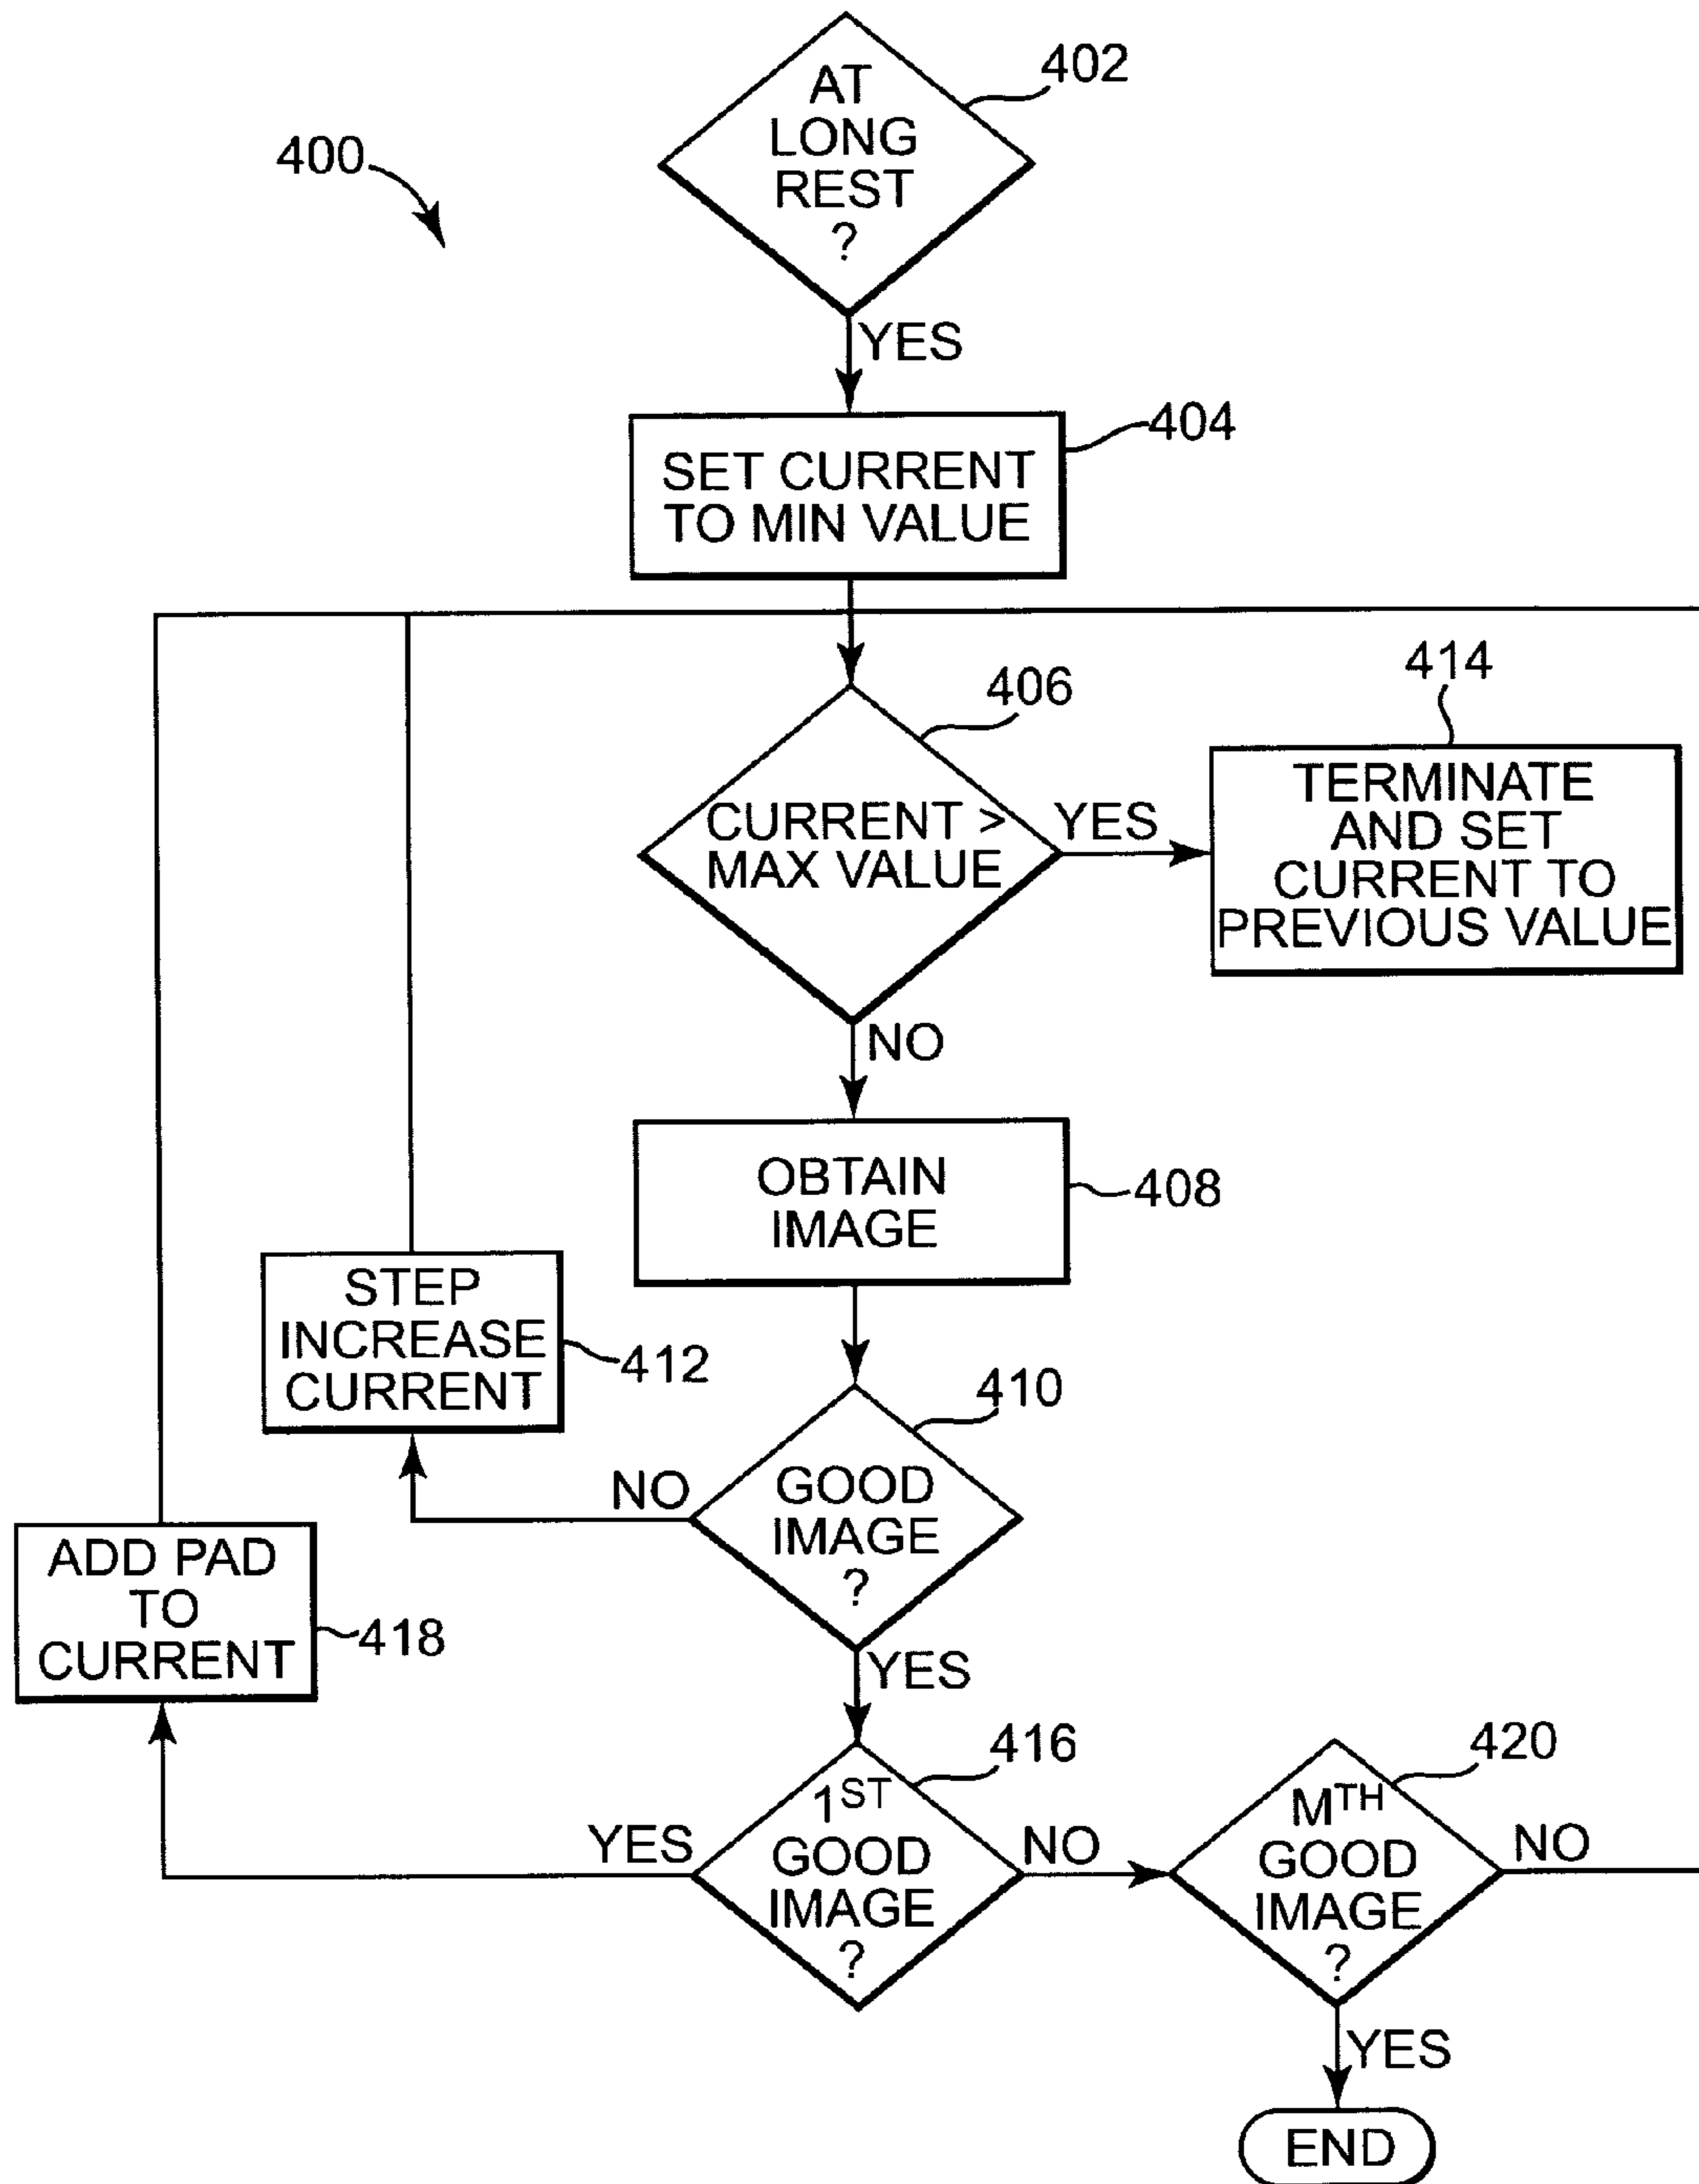 400
402
AT
LONG
REST
?
YES
404
SET CURRENT
TO MIN VALUE
406
CURRENT >
MAX VALUE
YES
414
TERMINATE
AND SET
CURRENT TO
PREVIOUS VALUE
NO
OBTAIN
IMAGE
408
STEP
INCREASE
CURRENT
412
410
GOOD
IMAGE
?
NO
YES
ADD PAD
TO
CURRENT
418
416
1ST
GOOD
IMAGE
?
YES
NO
420
MTH
GOOD
IMAGE
?
NO
YES
END